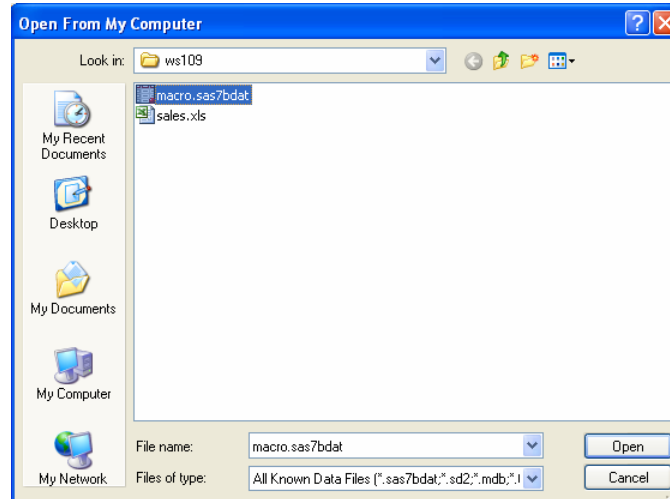 Open From My Computer
Look in:
ws109
macro.sas7bdat
sales.xls
My Recent
Documents
Desktop
My Documents
My Computer
My Network
File name:
macro.sas7bdat
Open
Files of type:
All Known Data Files (*.sas7bdat;*.sd2;*.mdb;*.
Cancel